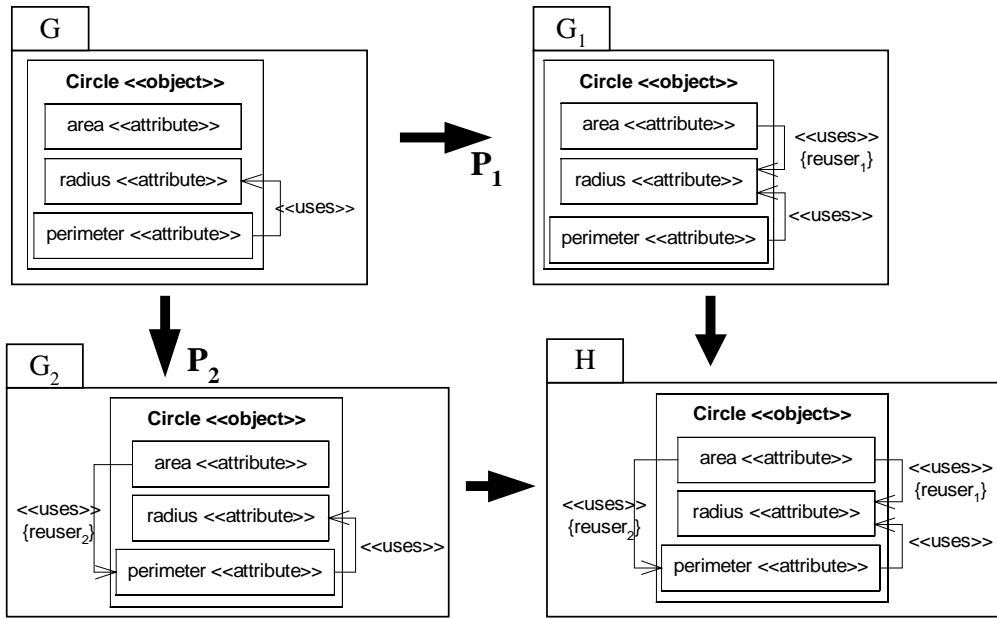 G
Circle <<object>>
area <<attribute>>
radius <<attribute>>
<<uses>>
perimeter <<attribute>>
P₁
G₁
Circle <<object>>
area <<attribute>>
<<uses>>
{reuser₁}
radius <<attribute>>
<<uses>>
perimeter <<attribute>>
P₂
G₂
Circle <<object>>
area <<attribute>>
<<uses>>
{reuser₂}
radius <<attribute>>
<<uses>>
perimeter <<attribute>>
H
Circle <<object>>
area <<attribute>>
<<uses>>
{reuser₁}
<<uses>>
{reuser₂}
radius <<attribute>>
<<uses>>
perimeter <<attribute>>